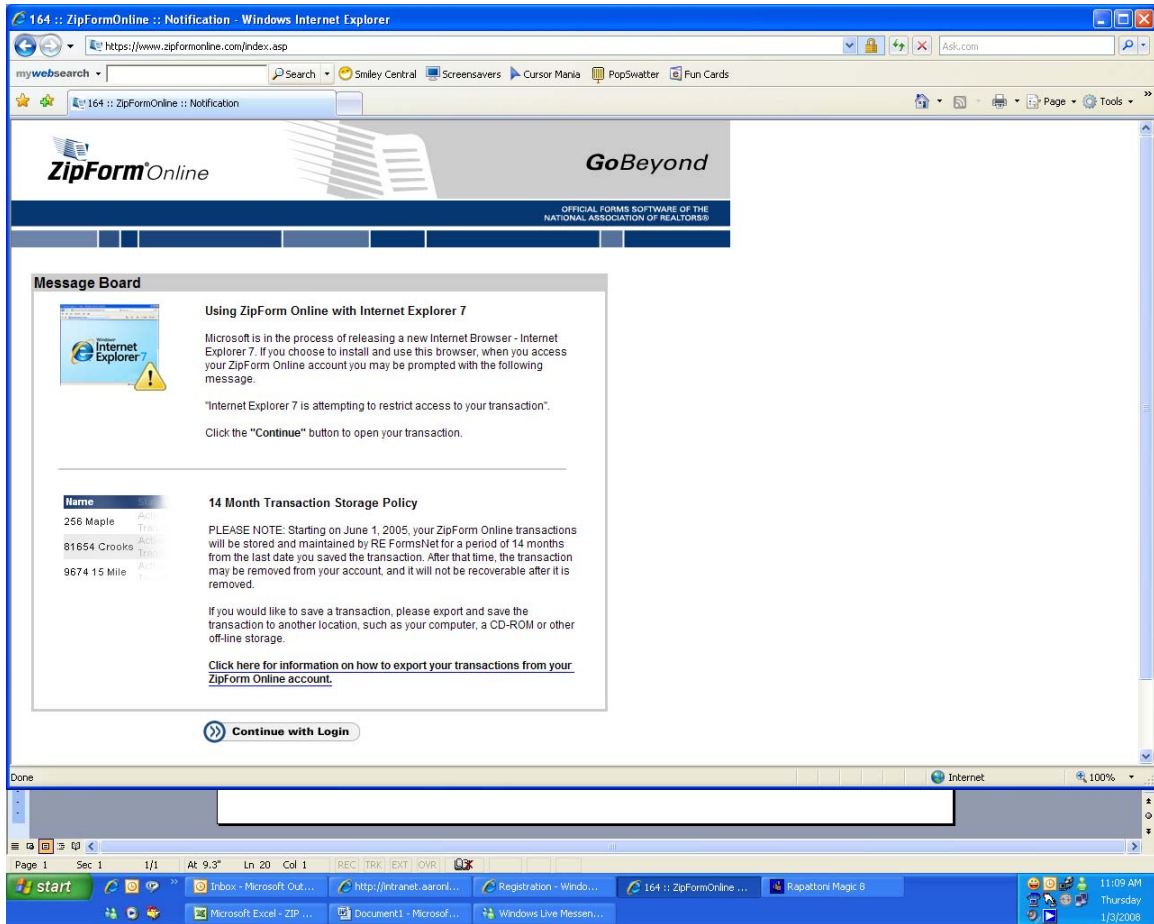 164 :: ZipFormOnline :: Notification - Windows Internet Explorer
https://www.zipformonline.com/index.asp
Ask.com
mywebsearch
Search
Smiley Central
Screensavers
Cursor Mania
PopSwatter
Fun Cards
164 :: ZipFormOnline :: Notification
Page
Tools
ZipForm® Online
GoBeyond
OFFICIAL FORMS SOFTWARE OF THE
NATIONAL ASSOCIATION OF REALTORS®
Message Board
Windows
Internet
Explorer 7
Using ZipForm Online with Internet Explorer 7
Microsoft is in the process of releasing a new Internet Browser - Internet
Explorer 7. If you choose to install and use this browser, when you access
your ZipForm Online account you may be prompted with the following
message.
"Internet Explorer 7 is attempting to restrict access to your transaction".
Click the "Continue" button to open your transaction.
Name
256 Maple
81654 Crooks
9674 15 Mile
14 Month Transaction Storage Policy
PLEASE NOTE: Starting on June 1, 2005, your ZipForm Online transactions
will be stored and maintained by RE FormsNet for a period of 14 months
from the last date you saved the transaction. After that time, the transaction
may be removed from your account, and it will not be recoverable after it is
removed.
If you would like to save a transaction, please export and save the
transaction to another location, such as your computer, a CD-ROM or other
off-line storage.
Click here for information on how to export your transactions from your
ZipForm Online account.
Continue with Login
Done
Internet
100%
Page 1 Sec 1 1/1 At 9.3" Ln 20 Col 1 REC TRK EXT OVR
start
Inbox - Microsoft Out...
http://intranet.aaronl...
Registration - Windo...
164 :: ZipFormOnline ...
Rapattoni Magic 8
11:09 AM
Microsoft Excel - ZIP ...
Document1 - Microsof...
Windows Live Messen...
Thursday
1/3/2008